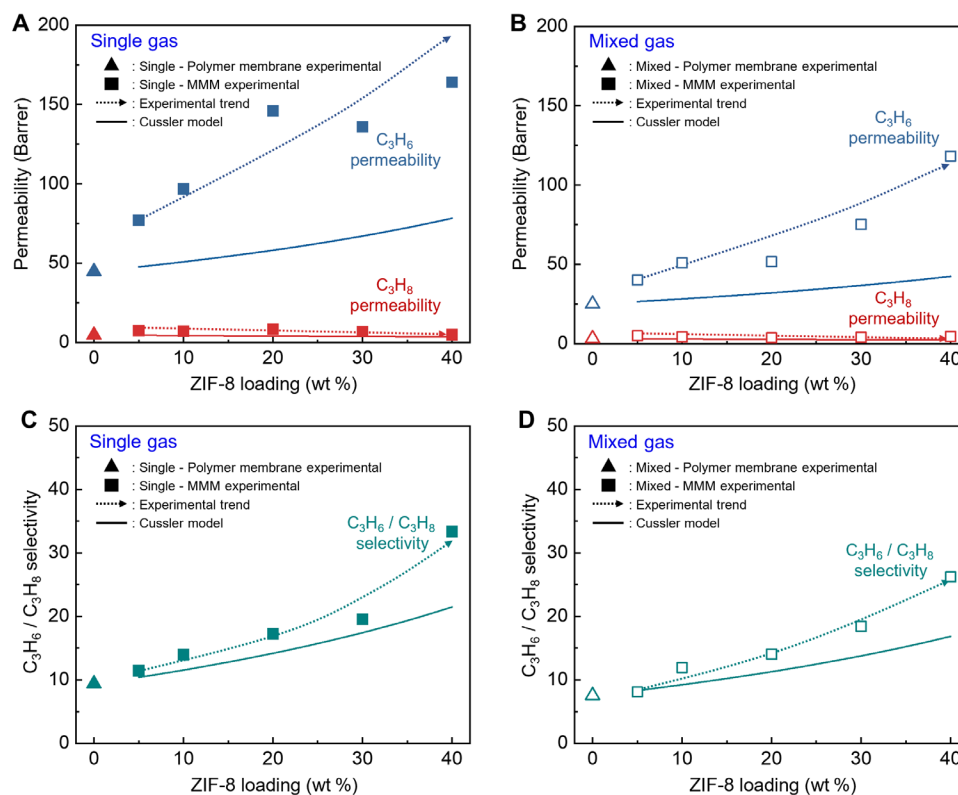 A
Single gas
: Single - Polymer membrane experimental
: Single - MMM experimental
: Experimental trend
: Cussler model
C₃H₆
permeability
C₃H₈
permeability
200
150
100
50
0
Permeability (Barrer)
0 10 20 30 40
ZIF-8 loading (wt %)
B
Mixed gas
: Mixed - Polymer membrane experimental
: Mixed - MMM experimental
: Experimental trend
: Cussler model
C₃H₆
permeability
C₃H₈
permeability
200
150
100
50
0
Permeability (Barrer)
0 10 20 30 40
ZIF-8 loading (wt %)
C
Single gas
: Single - Polymer membrane experimental
: Single - MMM experimental
: Experimental trend
: Cussler model
C₃H₆ / C₃H₈
selectivity
50
40
30
20
10
0
C₃H₆ / C₃H₈ selectivity
0 10 20 30 40
ZIF-8 loading (wt %)
D
Mixed gas
: Mixed - Polymer membrane experimental
: Mixed - MMM experimental
: Experimental trend
: Cussler model
C₃H₆ / C₃H₈
selectivity
50
40
30
20
10
0
C₃H₆ / C₃H₈ selectivity
0 10 20 30 40
ZIF-8 loading (wt %)